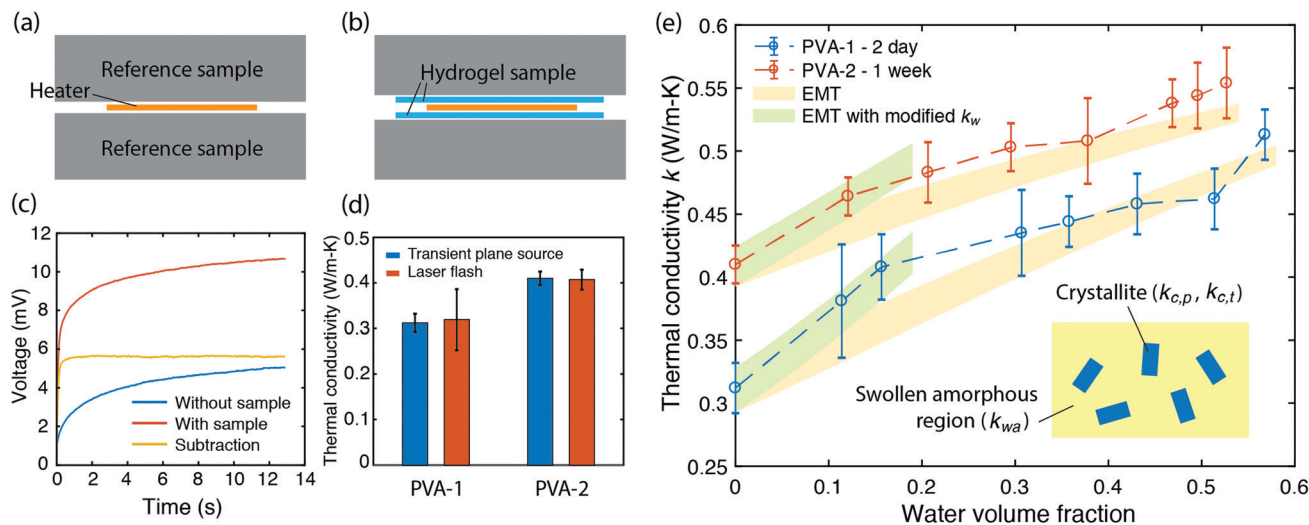 (a)
Reference sample
Heater
Reference sample
(b)
Hydrogel sample
(c)
Voltage (mV)
12
10
8
6
4
2
0
Without sample
With sample
Subtraction
0 2 4 6 8 10 12 14
Time (s)
(d)
Thermal conductivity (W/m-K)
0.5
0.4
0.3
0.2
0.1
0
Transient plane source
Laser flash
PVA-1 PVA-2
(e)
Thermal conductivity k (W/m-K)
0.6
0.55
0.5
0.45
0.4
0.35
0.3
0.25
PVA-1 - 2 day
PVA-2 - 1 week
EMT
EMT with modified kw
Crystallite (kc,p, kc,t)
Swollen amorphous
region (kwa)
0 0.1 0.2 0.3 0.4 0.5 0.6
Water volume fraction